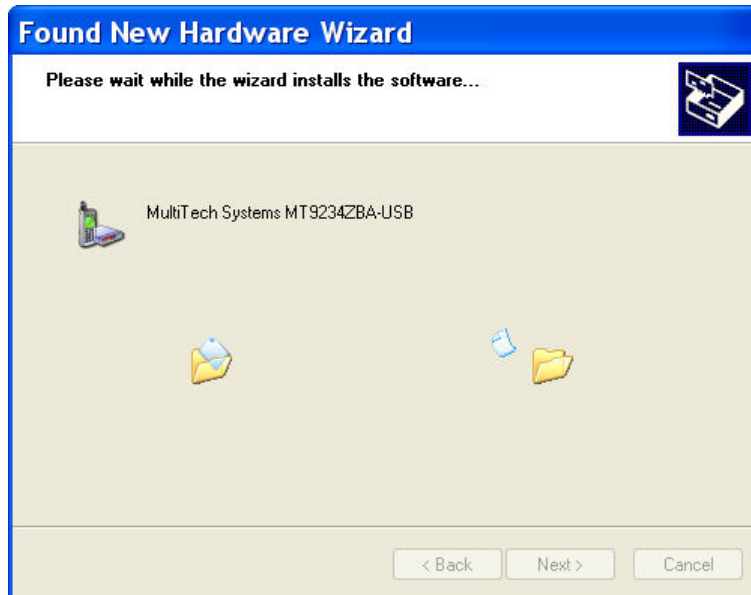 Found New Hardware Wizard
Please wait while the wizard installs the software...
MultiTech Systems MT9234ZBA-USB
< Back Next > Cancel